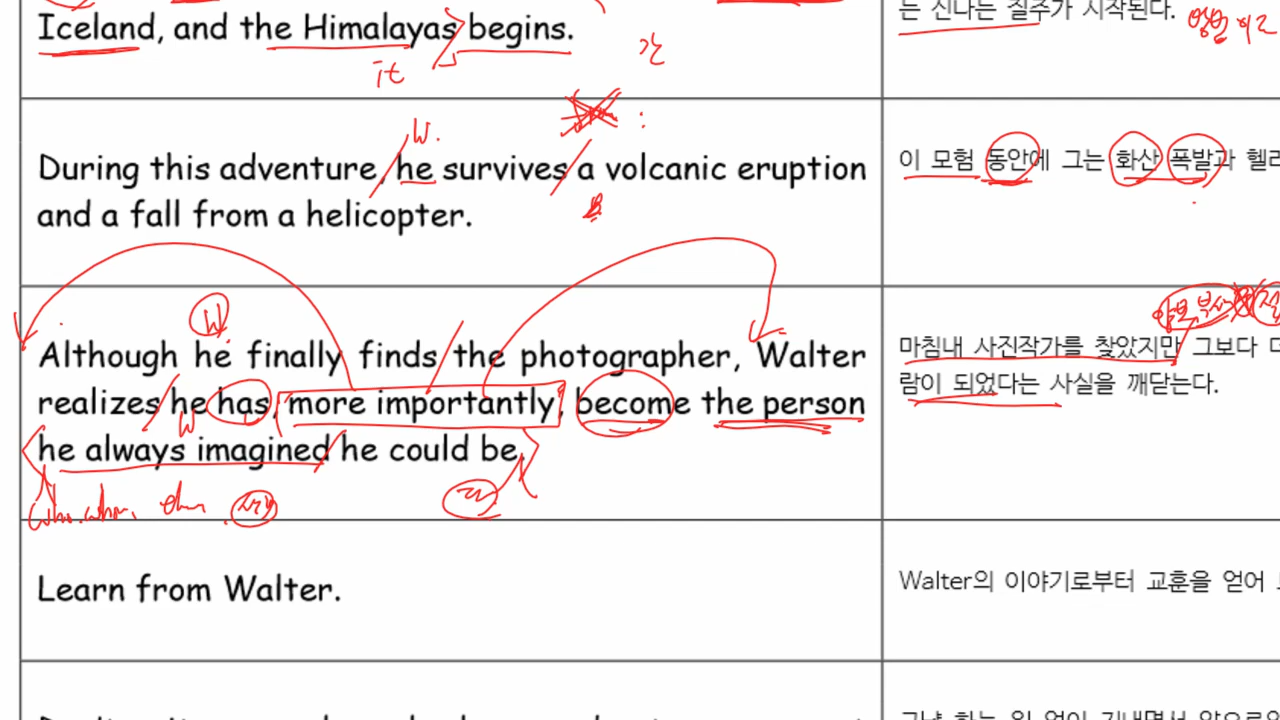 Iceland, and the Himalayas begins.
는 신나는 질주가 시작된다.
it
W.
During this adventure, he survives a volcanic eruption
and a fall from a helicopter.
이 모험 동안에 그는 화산 폭발과 헬리
W
Although he finally finds the photographer, Walter
realizes he has, more importantly, become the person
he always imagined he could be.
마침내 사진작가를 찾았지만 그보다 더
람이 되었다는 사실을 깨닫는다.
W
Learn from Walter.
Walter의 이야기로부터 교훈을 얻어